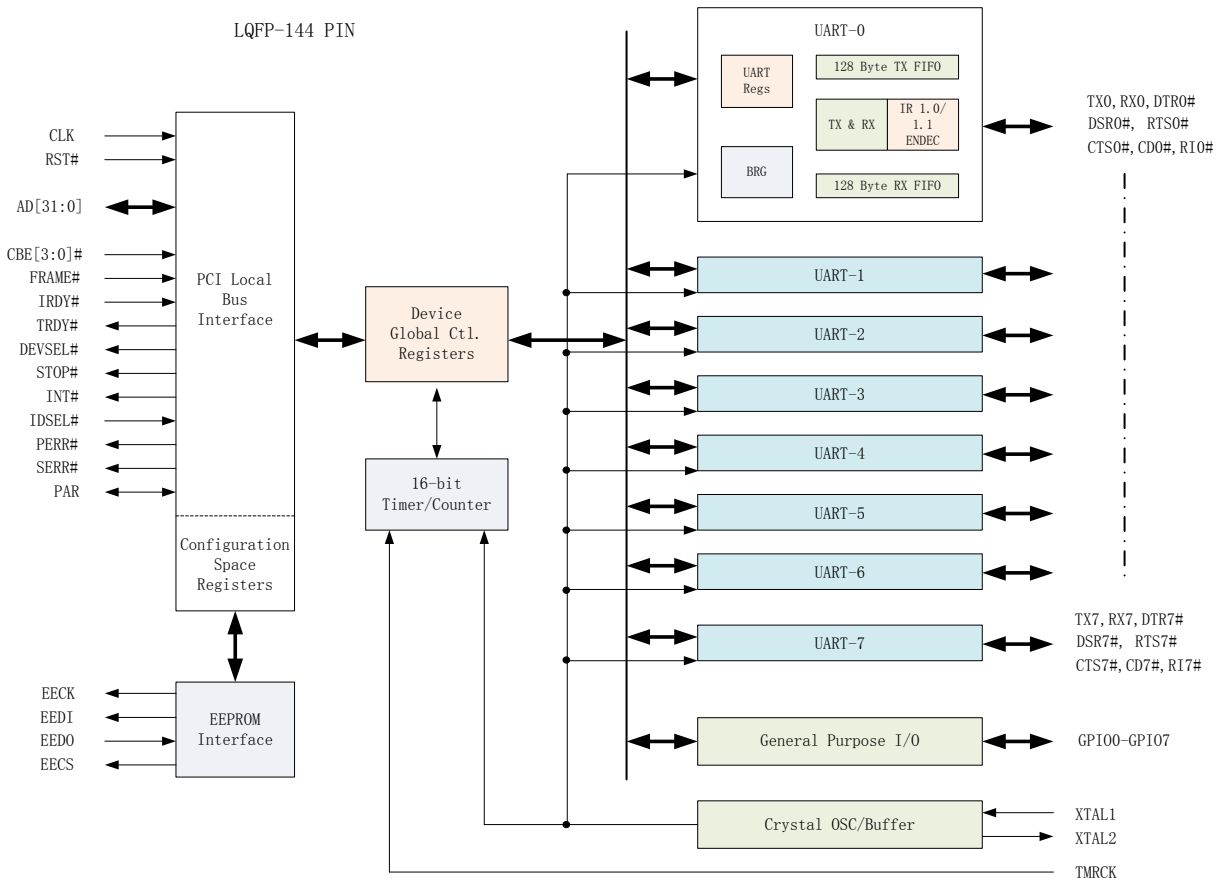 LQFP-144 PIN
CLK
RST#
AD[31:0]
CBE[3:0]#
FRAME#
IRDY#
TRDY#
DEVSEL#
STOP#
INT#
IDSEL#
PERR#
SERR#
PAR
PCI Local
Bus
Interface
Configuration
Space
Registers
EECK
EEDI
EEDO
EECS
EEPROM
Interface
Device
Global Ctl.
Registers
16-bit
Timer/Counter
UART-0
UART
Regs
BRG
128 Byte TX FIFO
TX & RX
IR 1.0/
1.1
ENDEC
128 Byte RX FIFO
TX0,RX0,DTR0#
DSR0#, RTS0#
CTS0#,CD0#,RI0#
UART-1
UART-2
UART-3
UART-4
UART-5
UART-6
UART-7
TX7,RX7,DTR7#
DSR7#, RTS7#
CTS7#,CD7#,RI7#
General Purpose I/O
GPIO0-GPIO7
Crystal OSC/Buffer
XTAL1
XTAL2
TMRCK